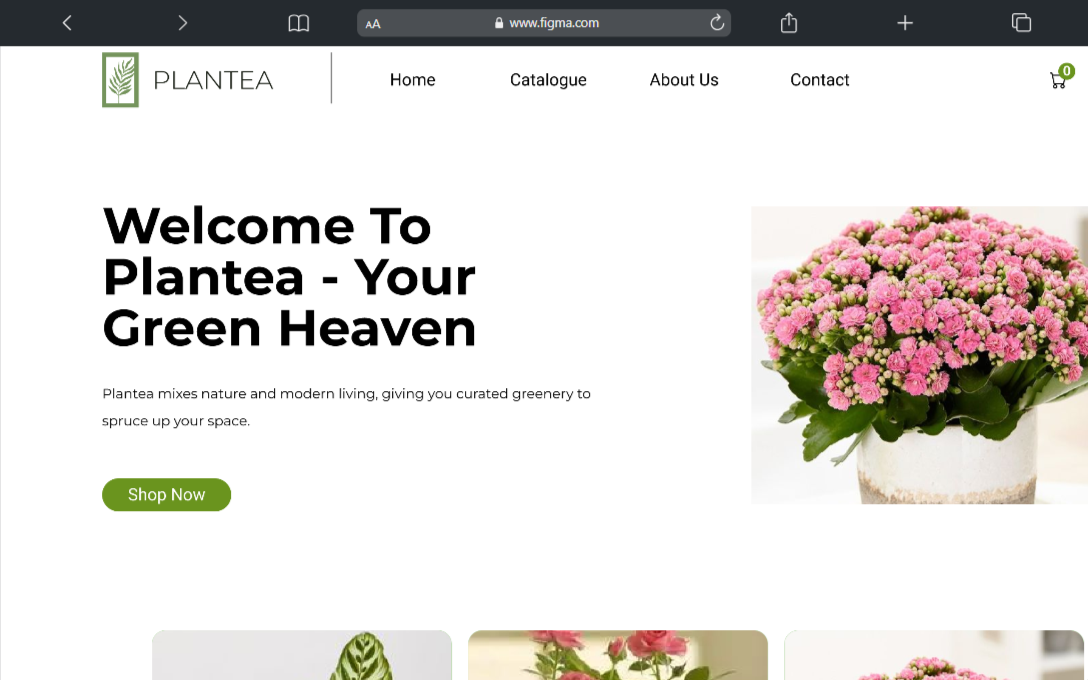 AA www.figma.com
PLANTEA Home Catalogue About Us Contact 0
Welcome To
Plantea - Your
Green Heaven
Plantea mixes nature and modern living, giving you curated greenery to
spruce up your space.
Shop Now